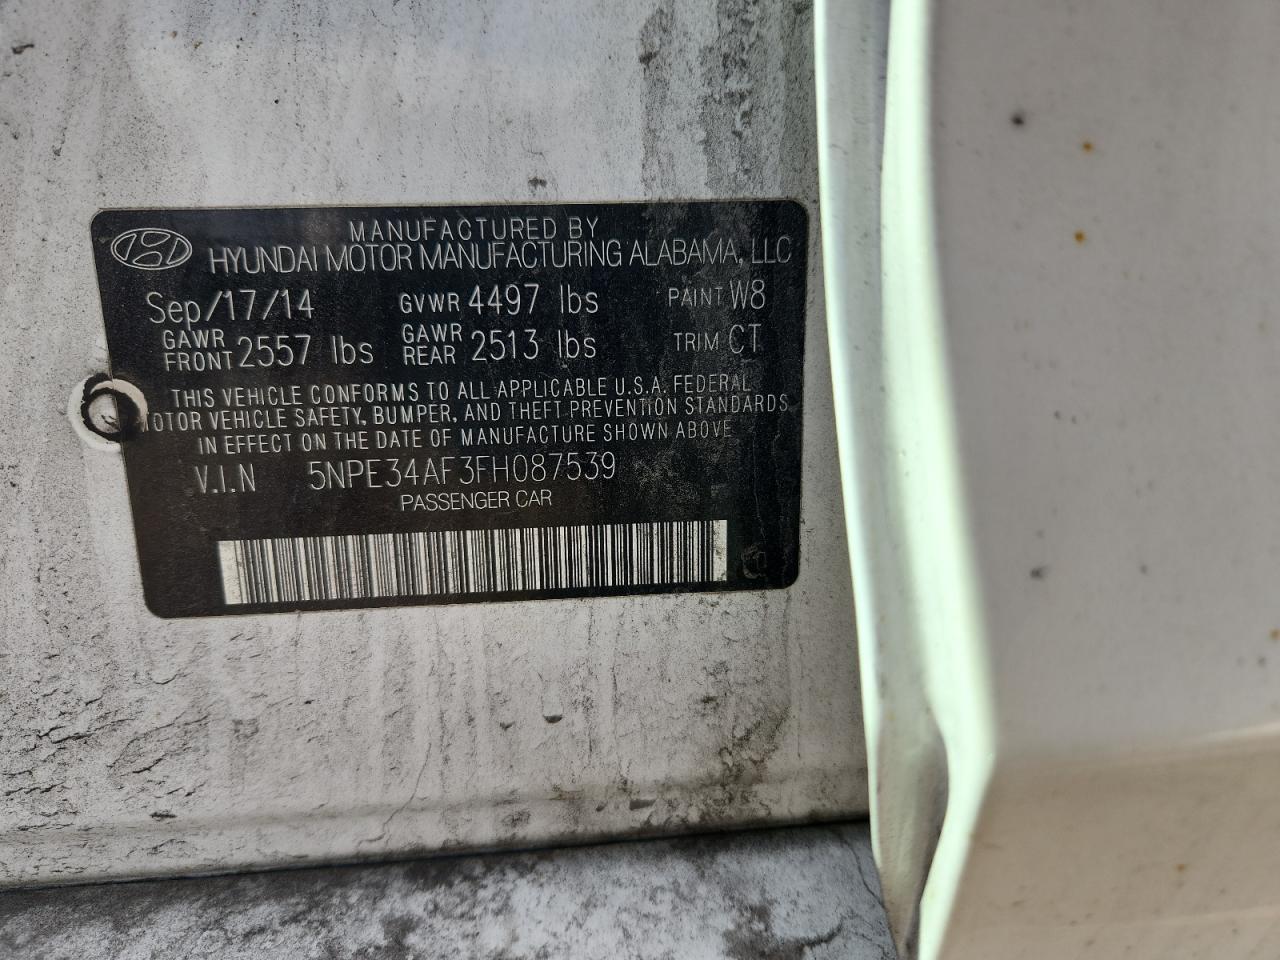 MANUFACTURED BY
HYUNDAI MOTOR MANUFACTURING ALABAMA, LLC
Sep/17/14 GVWR 4497 lbs PAINT W8
GAWR FRONT 2557 lbs GAWR REAR 2513 lbs TRIM CT
THIS VEHICLE CONFORMS TO ALL APPLICABLE U.S.A. FEDERAL
MOTOR VEHICLE SAFETY, BUMPER, AND THEFT PREVENTION STANDARDS
IN EFFECT ON THE DATE OF MANUFACTURE SHOWN ABOVE
V.I.N 5NPE34AF3FH087539
PASSENGER CAR